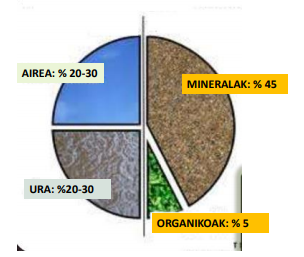 AIREA: % 20-30
MINERALAK: % 45
URA: %20-30
ORGANIKOAK: % 5